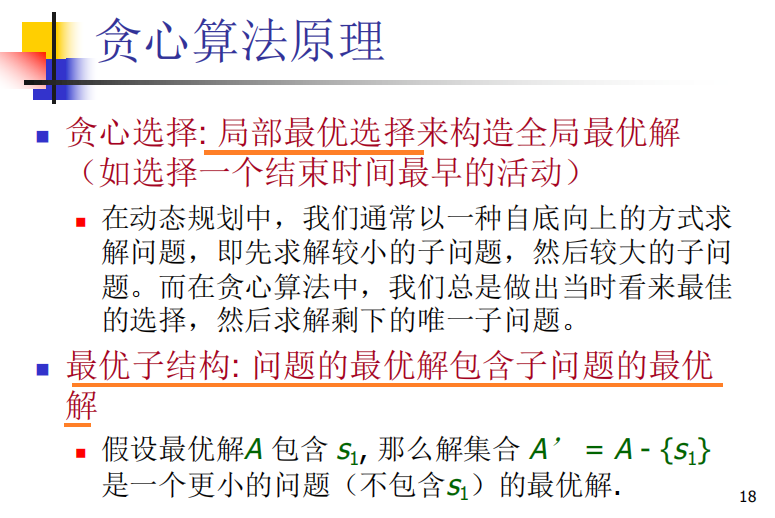 贪心算法原理
贪心选择: 局部最优选择来构造全局最优解
（如选择一个结束时间最早的活动）
在动态规划中，我们通常以一种自底向上的方式求
解问题，即先求解较小的子问题，然后较大的子问
题。而在贪心算法中，我们总是做出当时看来最佳
的选择，然后求解剩下的唯一子问题。
最优子结构: 问题的最优解包含子问题的最优
解
假设最优解A 包含 s1, 那么解集合 A’ = A - {s1}
是一个更小的问题（不包含s1）的最优解.
18